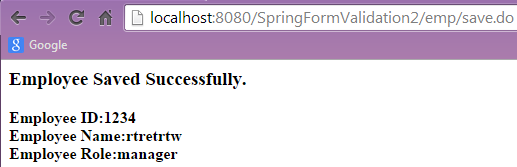 localhost:8080/SpringFormValidation2/emp/save.do
g Google
Employee Saved Successfully.
Employee ID:1234
Employee Name:rtretrtw
Employee Role:manager